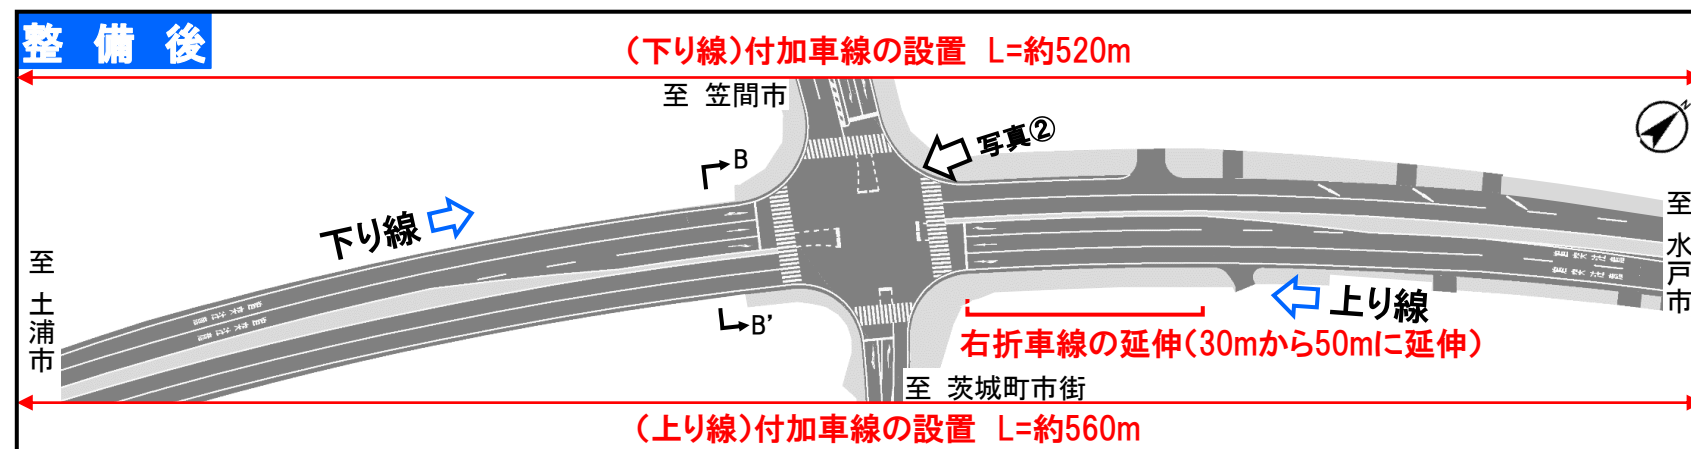 整備後
(下り線)付加車線の設置 L=約520m
至 笠間市
N
写真②
B
下り線
至 土浦市
至 水戸市
B'
上り線
右折車線の延伸(30mから50mに延伸)
至 茨城町市街
(上り線)付加車線の設置 L=約560m